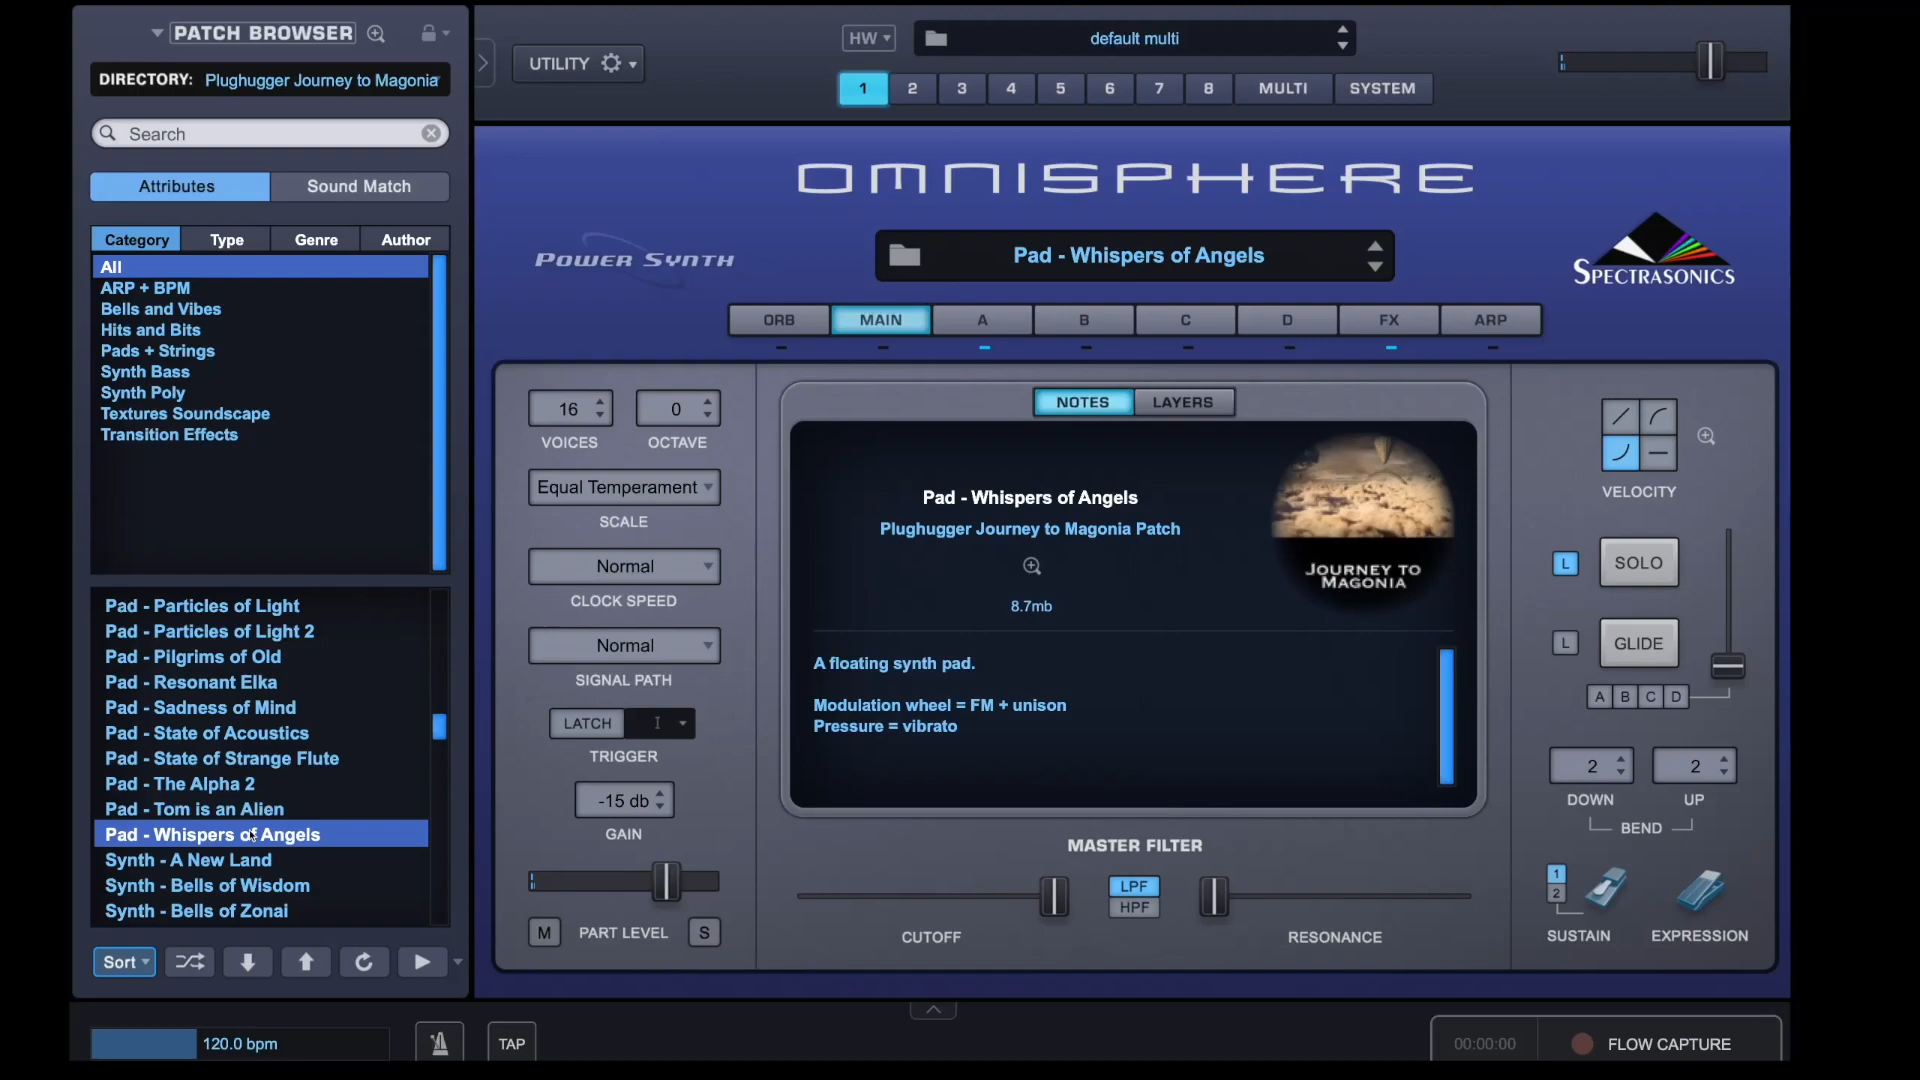 PATCH BROWSER
DIRECTORY: Plughugger Journey to Magonia
Search
Attributes
Sound Match
Category
Type
Genre
Author
All
ARP + BPM
Bells and Vibes
Hits and Bits
Pads + Strings
Synth Bass
Synth Poly
Textures Soundscape
Transition Effects
Pad - Particles of Light
Pad - Particles of Light 2
Pad - Pilgrims of Old
Pad - Resonant Elka
Pad - Sadness of Mind
Pad - State of Acoustics
Pad - State of Strange Flute
Pad - The Alpha 2
Pad - Tom is an Alien
Pad - Whispers of Angels
Synth - A New Land
Synth - Bells of Wisdom
Synth - Bells of Zonai
Sort
UTILITY
HW
default multi
1 2 3 4 5 6 7 8 MULTI SYSTEM
OMNISPHERE
POWER SYNTH
Pad - Whispers of Angels
SPECTRASONICS
ORB MAIN A B C D FX ARP
16
0
VOICES
OCTAVE
Equal Temperament
SCALE
Normal
CLOCK SPEED
Normal
SIGNAL PATH
LATCH
TRIGGER
-15 db
GAIN
M PART LEVEL S
NOTES LAYERS
Pad - Whispers of Angels
Plughugger Journey to Magonia Patch
8.7mb
JOURNEY TO
MAGONIA
A floating synth pad.
Modulation wheel = FM + unison
Pressure = vibrato
MASTER FILTER
LPF
HPF
CUTOFF
RESONANCE
VELOCITY
L SOLO
L GLIDE
A B C D
2
2
DOWN
UP
BEND
1
2
SUSTAIN
EXPRESSION
120.0 bpm
TAP
00:00:00
FLOW CAPTURE